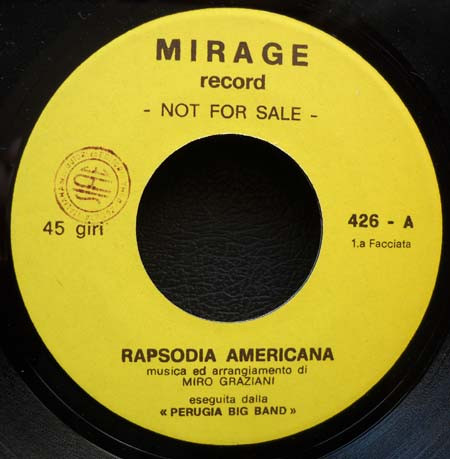 MIRAGE
record
- NOT FOR SALE -
45 giri
426 - A
1.a Facciata
RAPSODIA AMERICANA
musica ed arrangiamento di
MIRO GRAZIANI
eseguita dalla
« PERUGIA BIG BAND »